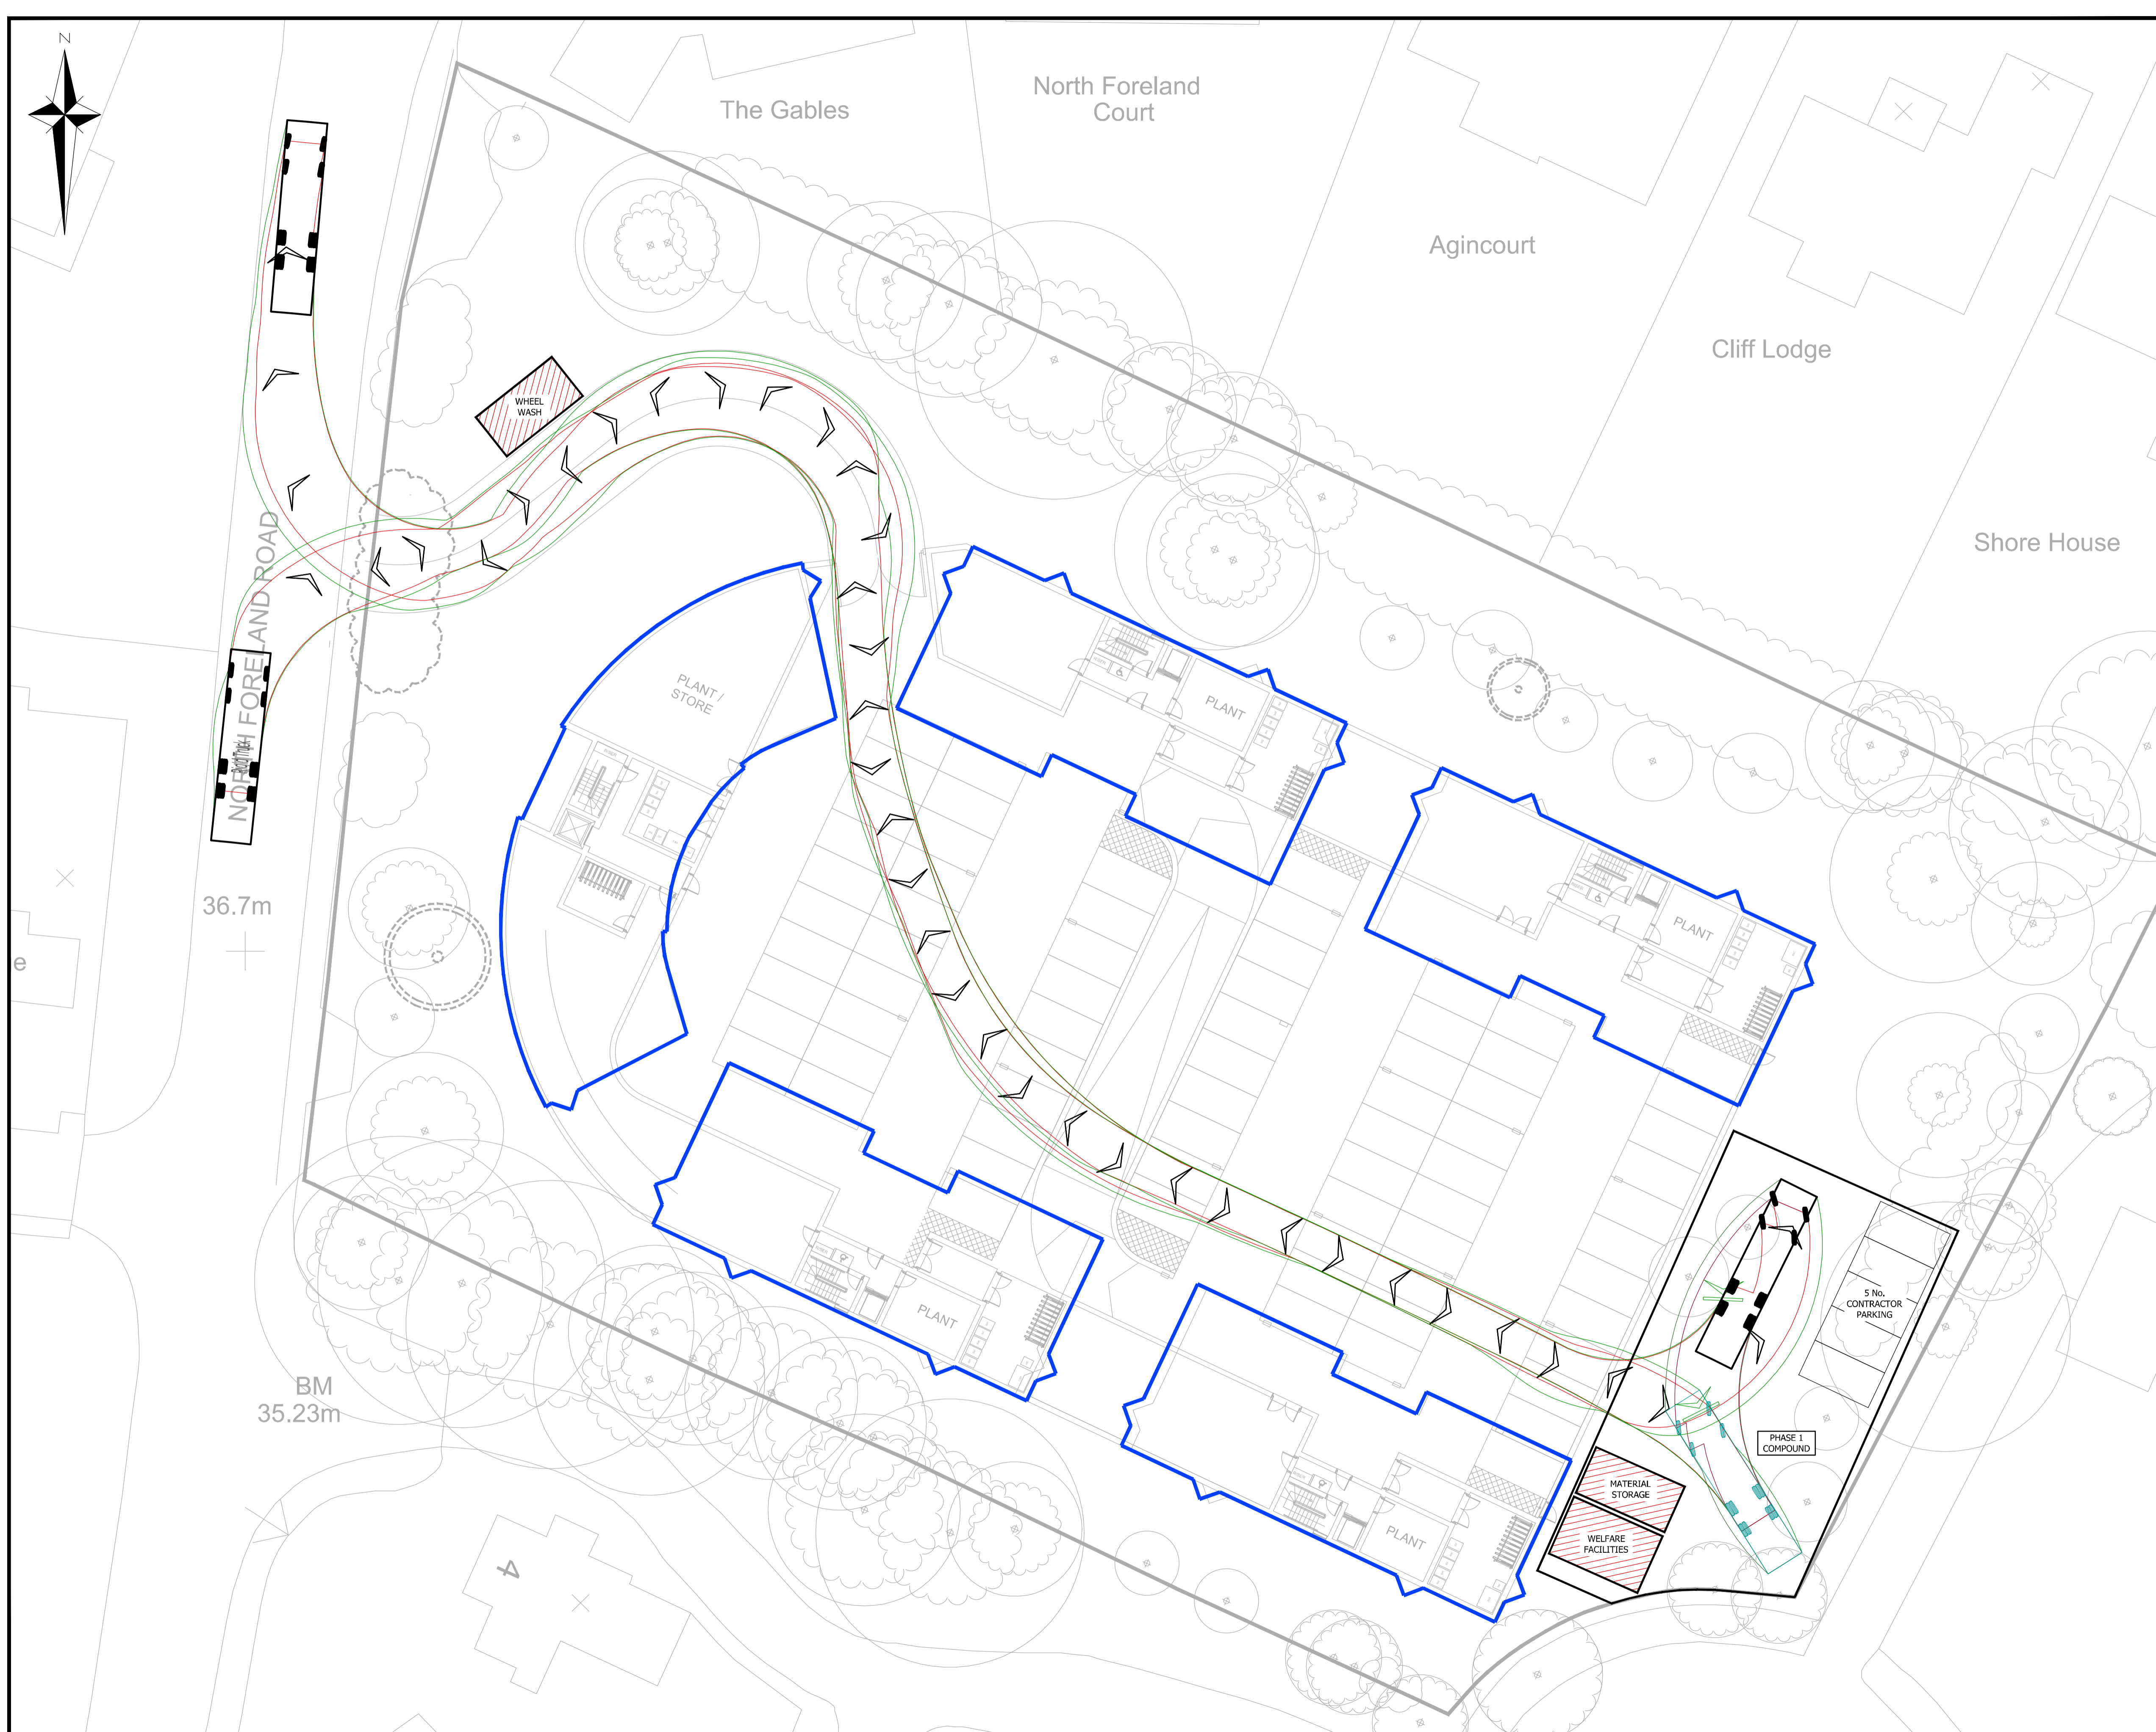 N
The Gables
North Foreland
Court
Agincourt
Cliff Lodge
Shore House
WHEEL
WASH
NORTH FORELAND ROAD
PLANT /
STORE
PLANT
PLANT
36.7m
e
5 No.
CONTRACTOR
PARKING
PLANT
BM
35.23m
PHASE 1
COMPOUND
MATERIAL
STORAGE
WELFARE
FACILITIES
PLANT
4